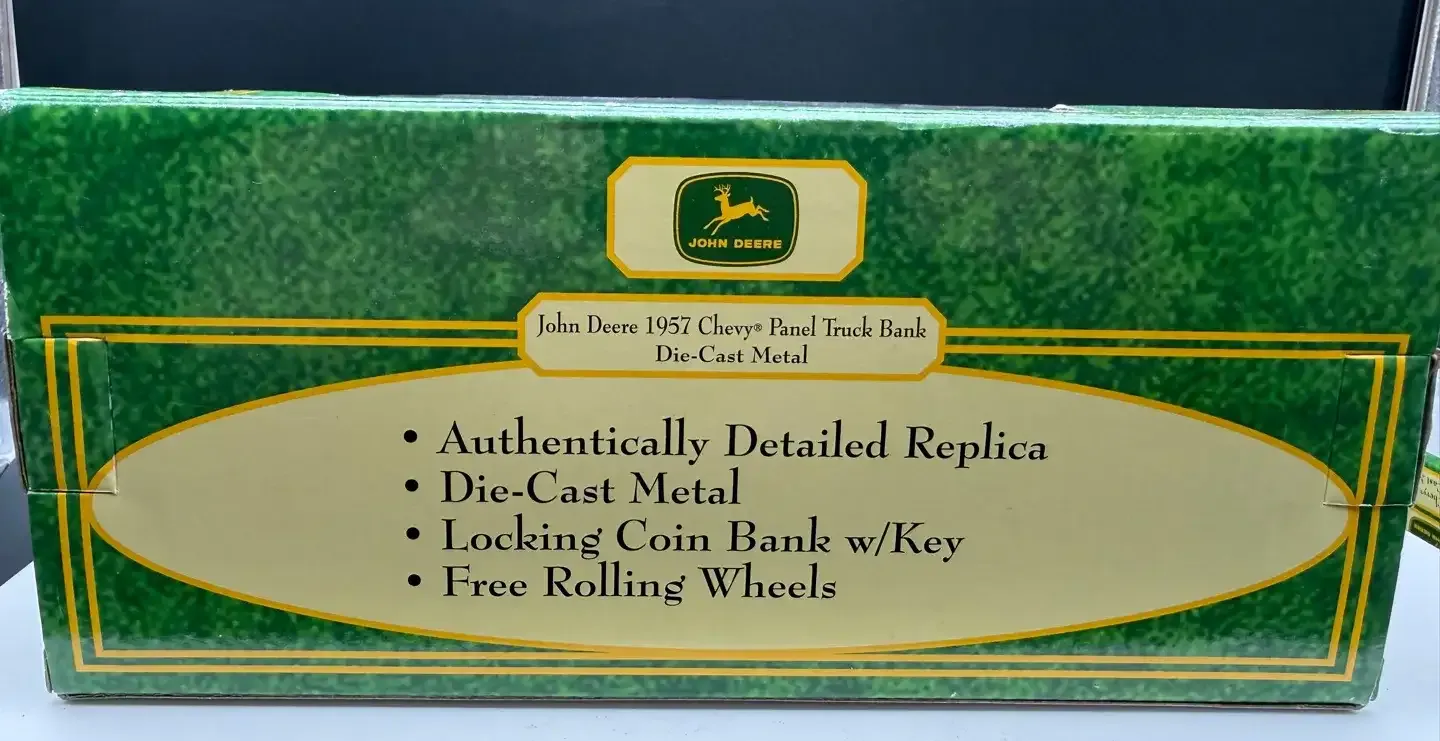 JOHN DEERE
John Deere 1957 Chevy® Panel Truck Bank
Die-Cast Metal
• Authentically Detailed Replica
• Die-Cast Metal
• Locking Coin Bank w/Key
• Free Rolling Wheels